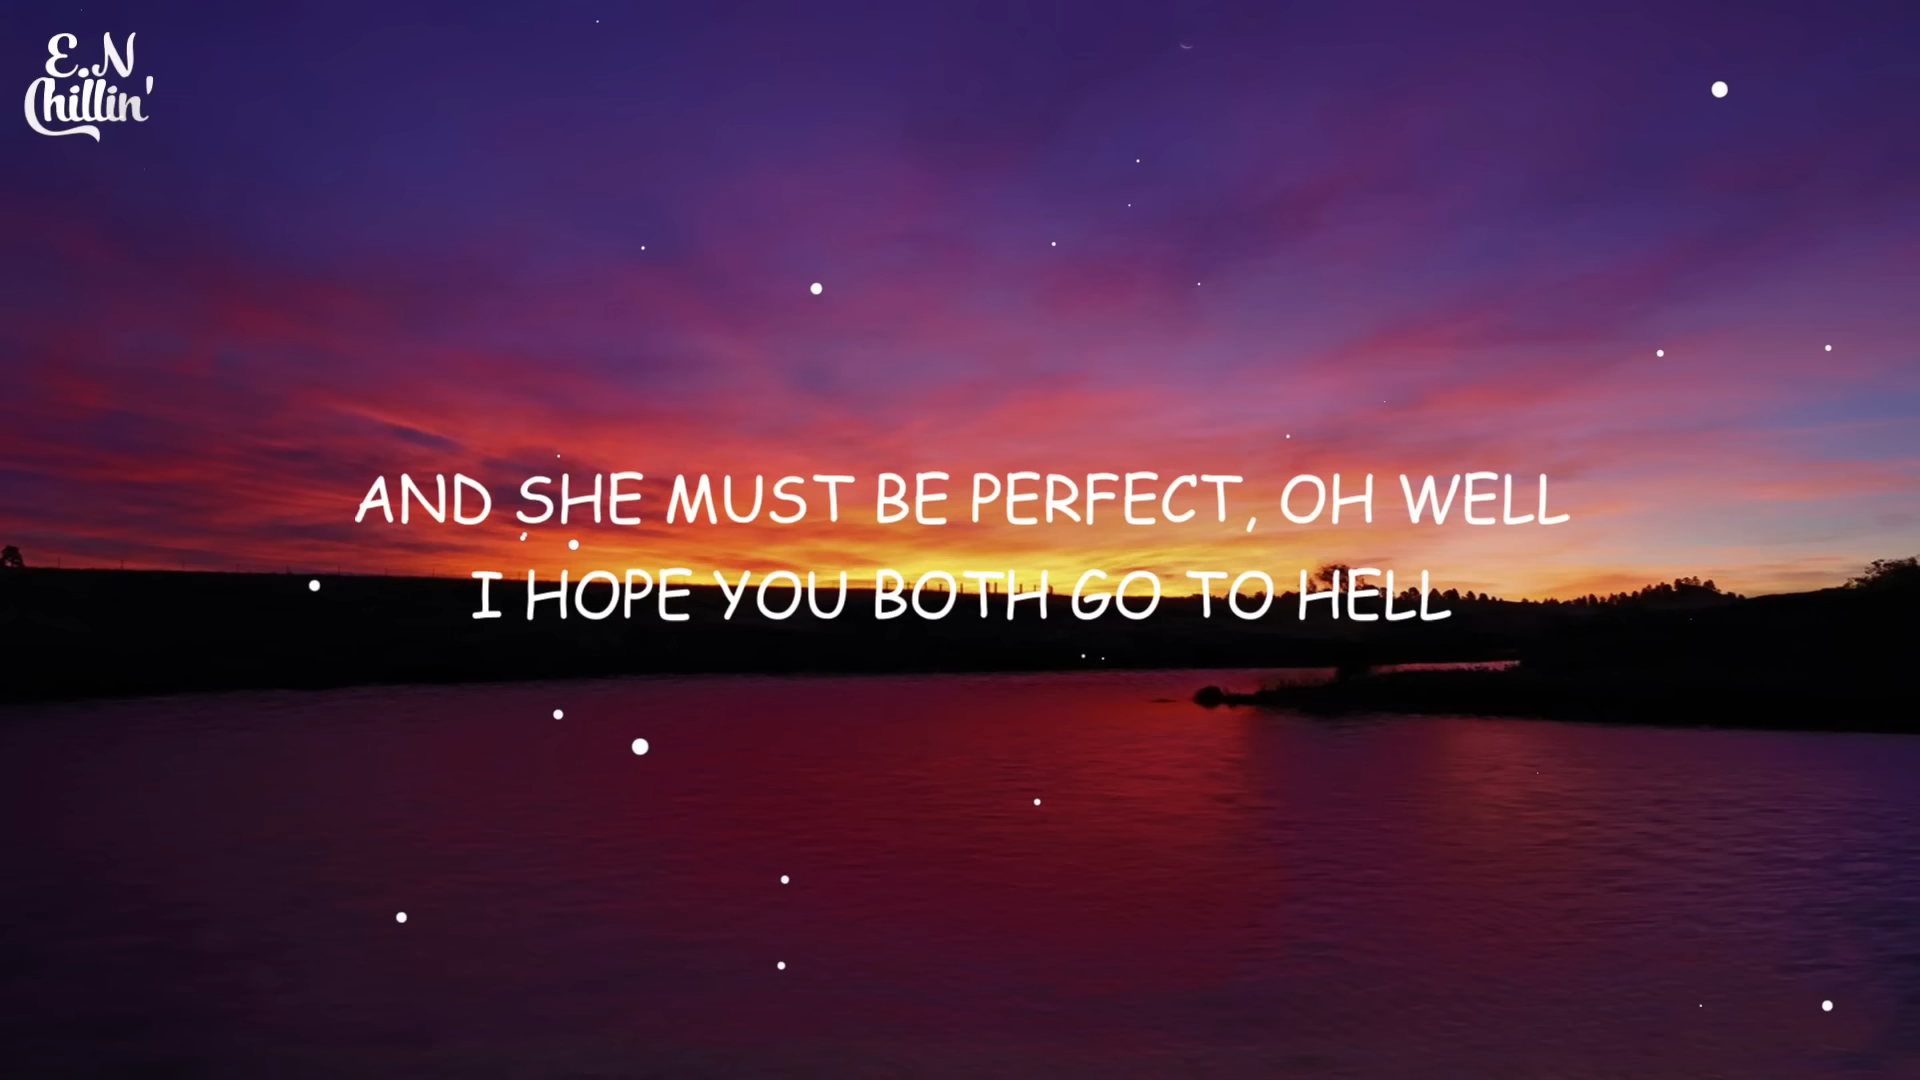 E.N
Chillin'
AND SHE MUST BE PERFECT, OH WELL
I HOPE YOU BOTH GO TO HELL